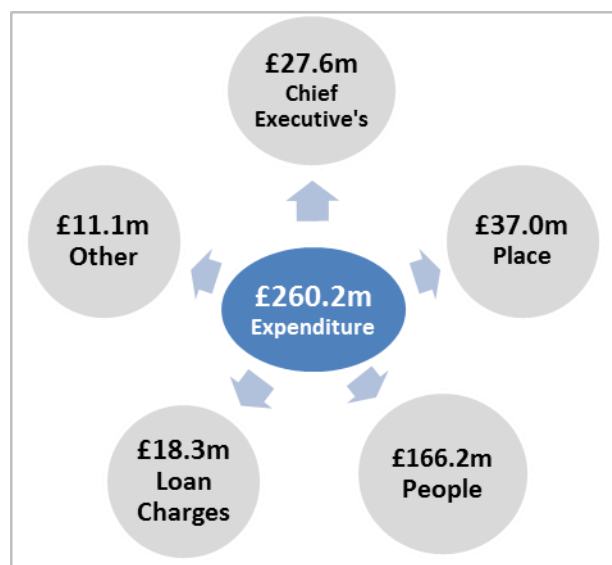 £27.6m
Chief
Executive's
£11.1m
Other
£37.0m
Place
£260.2m
Expenditure
£18.3m
Loan
Charges
£166.2m
People